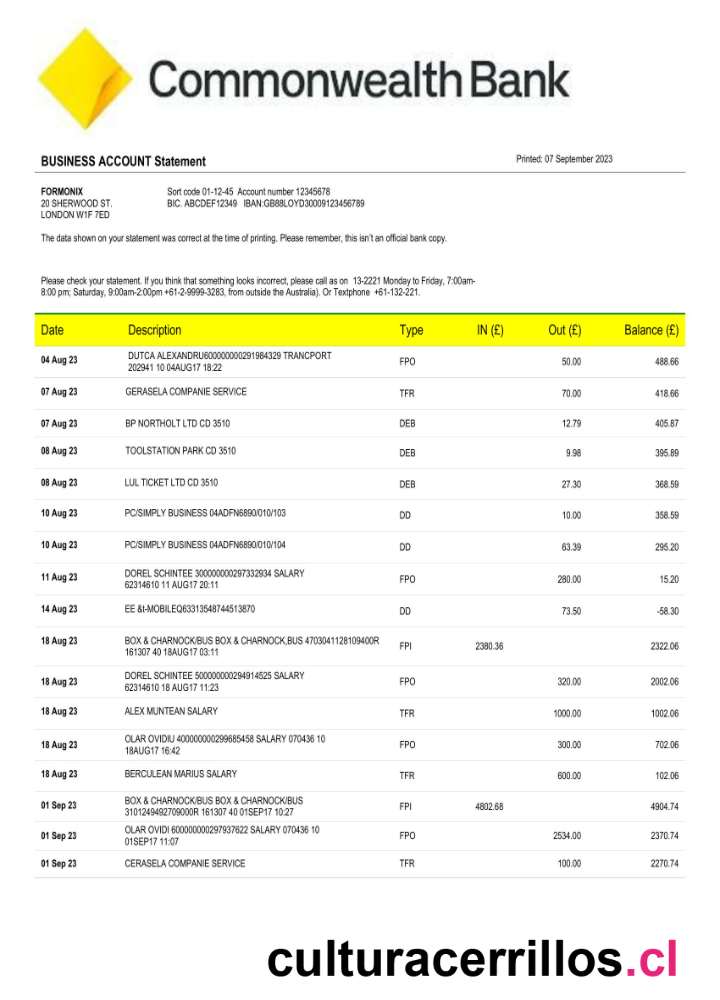 Commonwealth Bank
BUSINESS ACCOUNT Statement
Printed: 07 September 2023
FORMONIX
20 SHERWOOD ST.
LONDON W1F 7ED
Sort code 01-12-45 Account number 12345678
BIC. ABCDEF12349 IBAN:GB88LOYD30009123456789
The data shown on your statement was correct at the time of printing. Please remember, this isn't an official bank copy.
Please check your statement. If you think that something looks incorrect, please call as on 13-2221 Monday to Friday, 7:00am-
8:00 pm; Saturday, 9:00am-2:00pm +61-2-9999-3283, from outside the Australia). Or Textphone +61-132-221.
Date Description Type IN (£) Out (£) Balance (£)
04 Aug 23 DUTCA ALEXANDRU600000000291984329 TRANCPORT
202941 10 04AUG17 18:22 FPO 50.00 488.66
07 Aug 23 GERASELA COMPANIE SERVICE TFR 70.00 418.66
07 Aug 23 BP NORTHOLT LTD CD 3510 DEB 12.79 405.87
08 Aug 23 TOOLSTATION PARK CD 3510 DEB 9.98 395.89
08 Aug 23 LUL TICKET LTD CD 3510 DEB 27.30 368.59
10 Aug 23 PC/SIMPLY BUSINESS 04ADFN6890/010/103 DD 10.00 358.59
10 Aug 23 PC/SIMPLY BUSINESS 04ADFN6890/010/104 DD 63.39 295.20
11 Aug 23 DOREL SCHINTEE 300000000297332934 SALARY
62314610 11 AUG17 20:11 FPO 280.00 15.20
14 Aug 23 EE &t-MOBILEQ63313548744513870 DD 73.50 -58.30
18 Aug 23 BOX & CHARNOCK/BUS BOX & CHARNOCK,BUS 4703041128109400R
161307 40 18AUG17 03:11 FPI 2380.36 2322.06
18 Aug 23 DOREL SCHINTEE 500000000294914525 SALARY
62314610 18 AUG17 11:23 FPO 320.00 2002.06
18 Aug 23 ALEX MUNTEAN SALARY TFR 1000.00 1002.06
18 Aug 23 OLAR OVIDIU 400000000299685458 SALARY 070436 10
18AUG17 16:42 FPO 300.00 702.06
18 Aug 23 BERCULEAN MARIUS SALARY TFR 600.00 102.06
01 Sep 23 BOX & CHARNOCK/BUS BOX & CHARNOCK/BUS
3101249492709000R 161307 40 01SEP17 10:27 FPI 4802.68 4904.74
01 Sep 23 OLAR OVIDI 600000000297937622 SALARY 070436 10
01SEP17 11:07 FPO 2534.00 2370.74
01 Sep 23 CERASELA COMPANIE SERVICE TFR 100.00 2270.74
culturacerrillos.cl